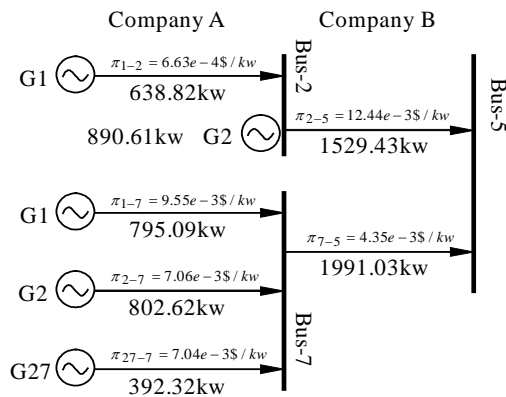 Company A
Company B
G1
π1−2 = 6.63e − 4$ / kw
638.82kw
Bus-2
890.61kw
G2
π2−5 = 12.44e − 3$ / kw
1529.43kw
Bus-5
G1
π1−7 = 9.55e − 3$ / kw
795.09kw
π7−5 = 4.35e − 3$ / kw
1991.03kw
G2
π2−7 = 7.06e − 3$ / kw
802.62kw
Bus-7
G27
π27−7 = 7.04e − 3$ / kw
392.32kw